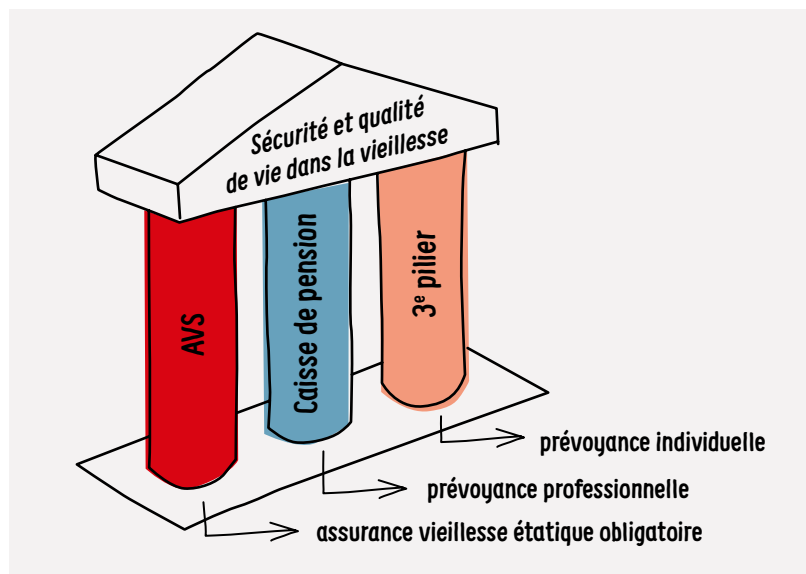 Sécurité et qualité
de vie dans la vieillesse
AVS
Caisse de pension
3e pilier
prévoyance individuelle
prévoyance professionnelle
assurance vieillesse étatique obligatoire